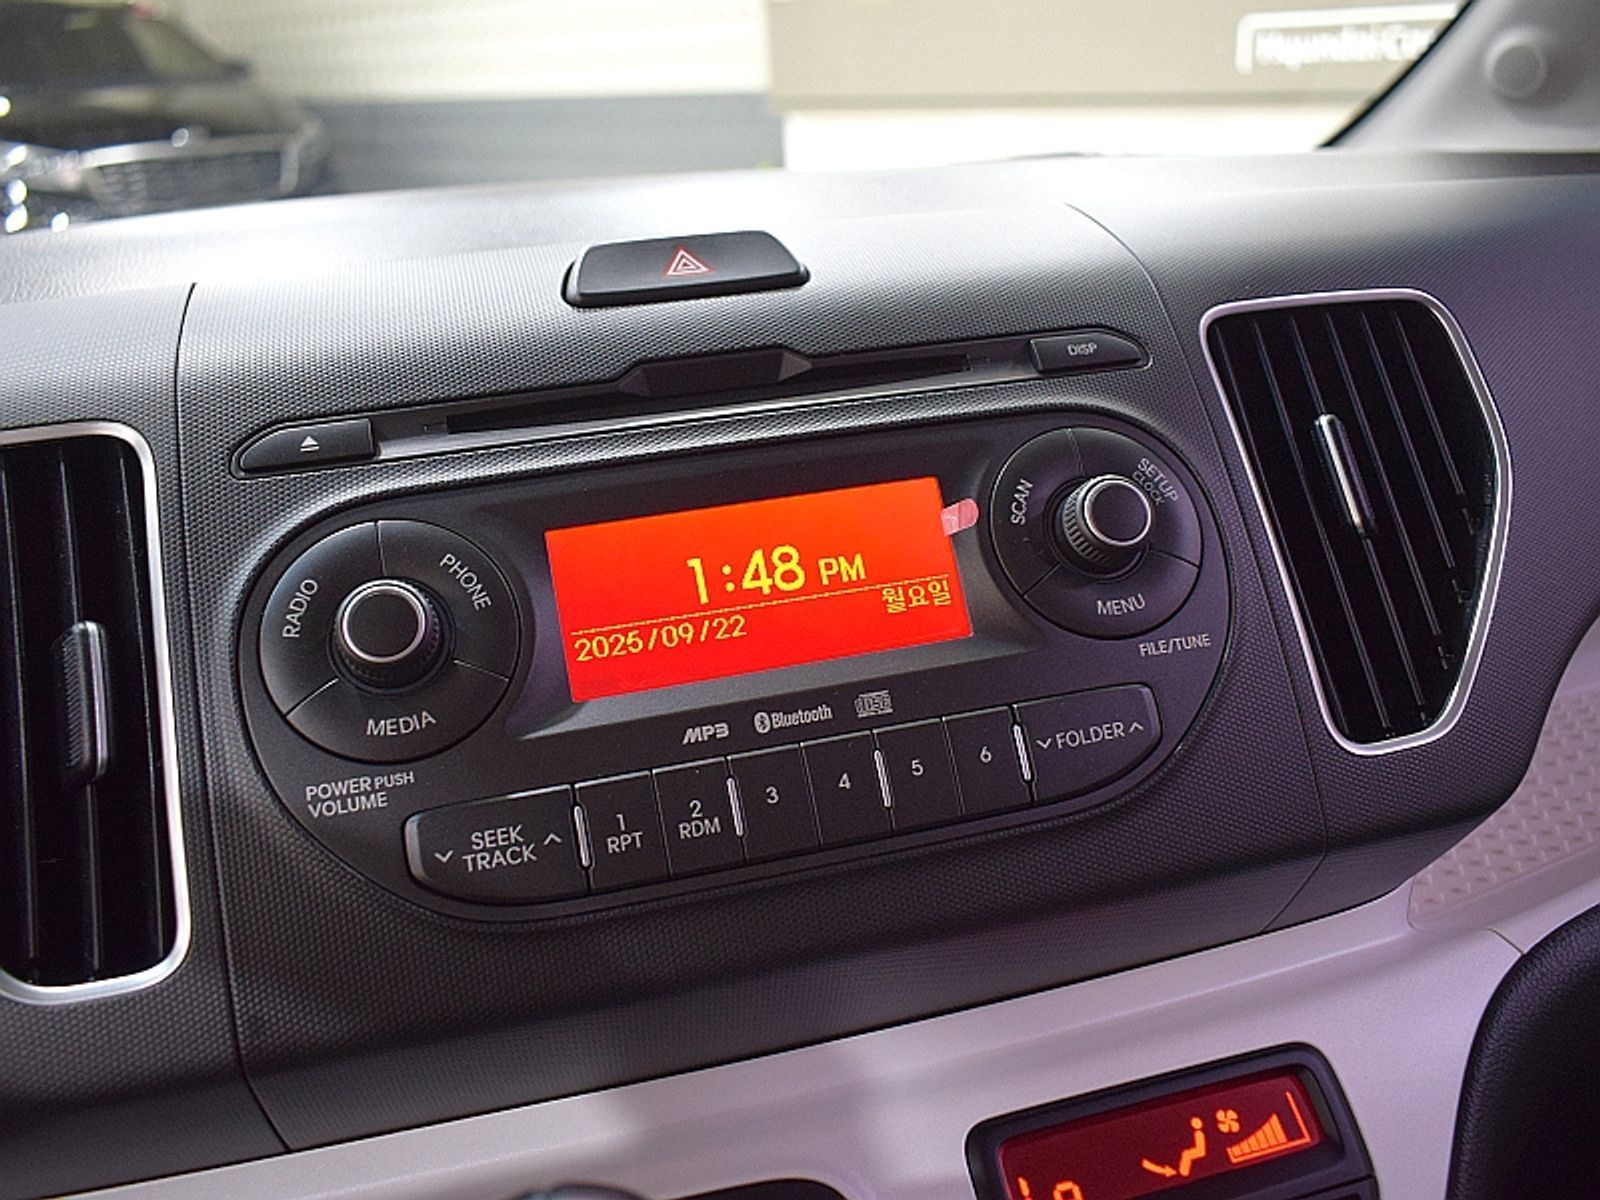 DISP
SCAN
SETUP
CLOCK
RADIO
PHONE
1:48 PM
월요일
2025/09/22
MENU
FILE/TUNE
MEDIA
MP3
Bluetooth
POWER PUSH
VOLUME
SEEK
TRACK
1
RPT
2
RDM
3
4
5
6
FOLDER